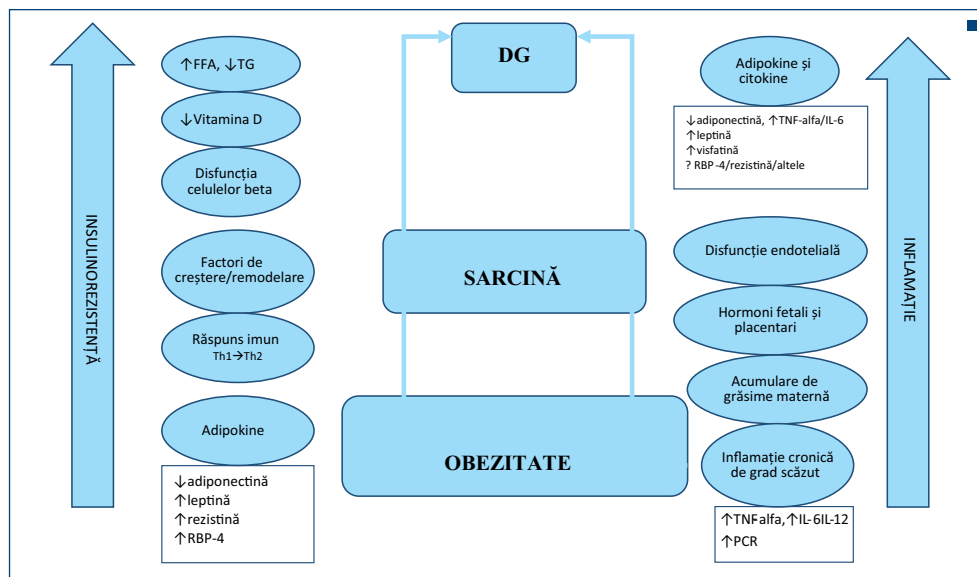 INSULINOREZISTENȚĂ
↑FFA, ↓TG
↓Vitamina D
Disfuncția
celulelor beta
Factori de
creștere/remodelare
Răspuns imun
Th1→Th2
Adipokine
↓adiponectină
↑leptină
↑rezistină
↑RBP-4
DG
SARCINĂ
OBEZITATE
Adipokine și
citokine
↓adiponectină, ↑TNF-alfa/IL-6
↑leptină
↑visfatină
? RBP-4/rezistină/altele
Disfuncție endotelială
Hormoni fetali și
placentari
Acumulare de
grăsime maternă
Inflamație cronică
de grad scăzut
↑TNF-alfa, ↑IL-6IL-12
↑PCR
INFLAMAȚIE